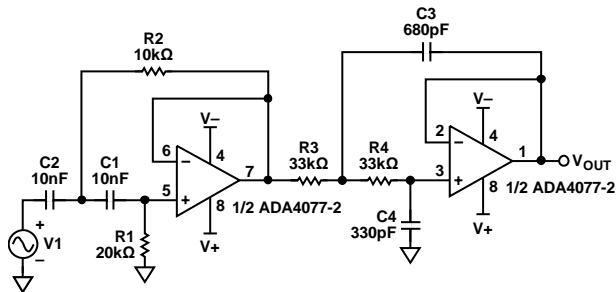 R2
10kΩ
C3
680pF
V–
6
4
7
5
8
V+
1/2 ADA4077-2
C2
10nF
C1
10nF
V1
+
–
R1
20kΩ
R3
33kΩ
R4
33kΩ
C4
330pF
V–
2
4
1
3
8
V+
1/2 ADA4077-2
VOUT